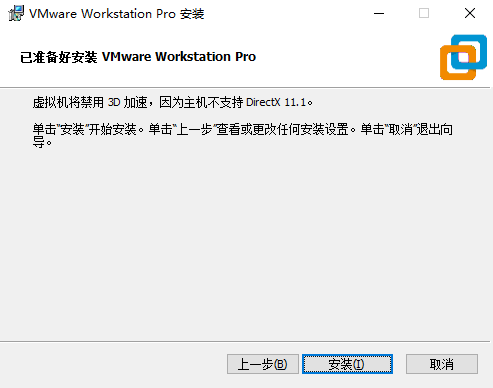 VMware Workstation Pro 安装
已准备好安装 VMware Workstation Pro
虚拟机将禁用 3D 加速，因为主机不支持 DirectX 11.1。
单击“安装”开始安装。单击“上一步”查看或更改任何安装设置。单击“取消”退出向
导。
上一步(B) 安装(I) 取消